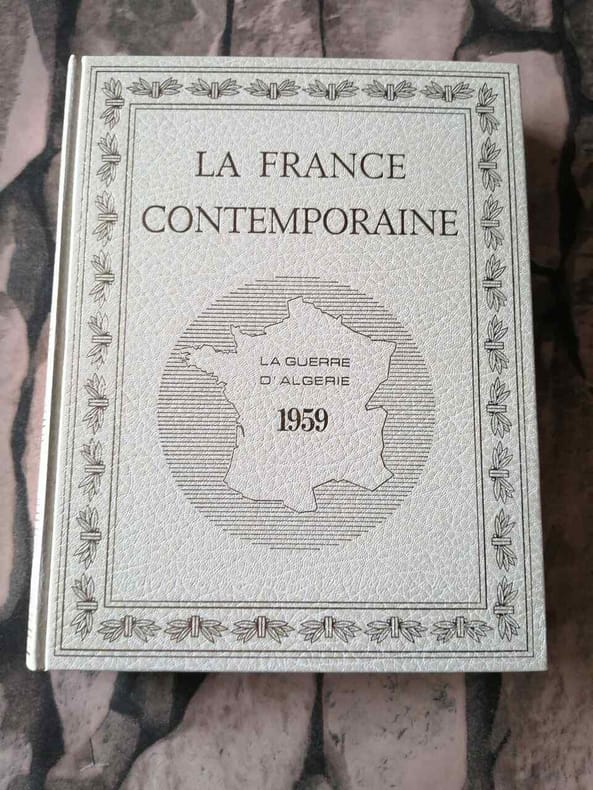 LA FRANCE
CONTEMPORAINE
LA GUERRE
D'ALGERIE
1959